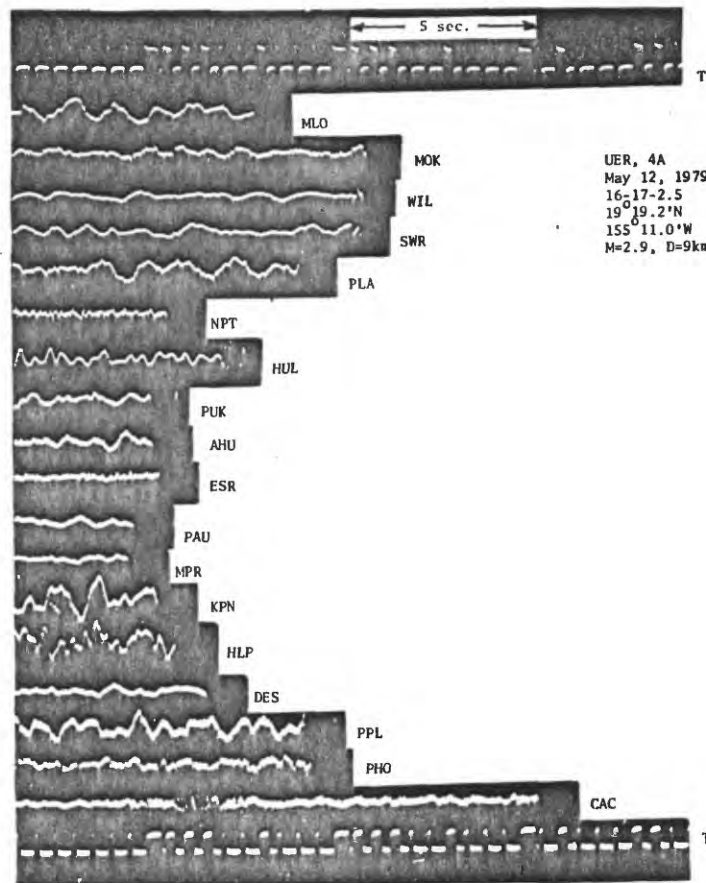 5 sec.
T
MLO
MOK
UER, 4A
May 12, 1979
16-17-2.5
19°19.2'N
155°11.0'W
M=2.9, D=9km
WIL
SWR
PLA
NPT
HUL
PUK
AHU
ESR
PAU
MPR
KPN
HLP
DES
PPL
PHO
CAC
T